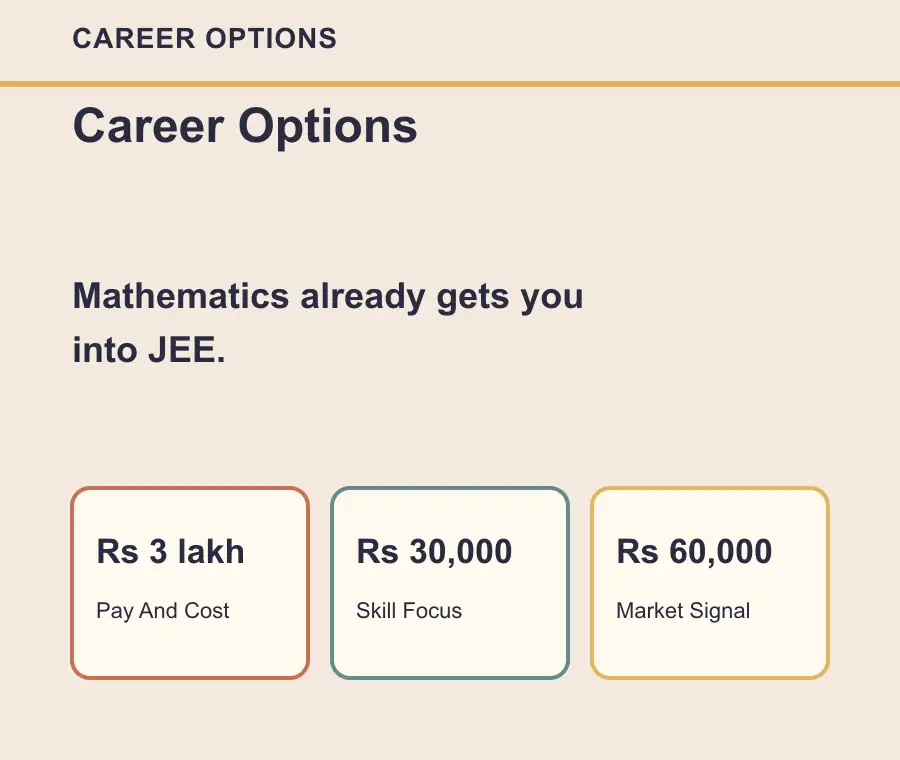 CAREER OPTIONS
Career Options
Mathematics already gets you
into JEE.
Rs 3 lakh
Pay And Cost
Rs 30,000
Skill Focus
Rs 60,000
Market Signal